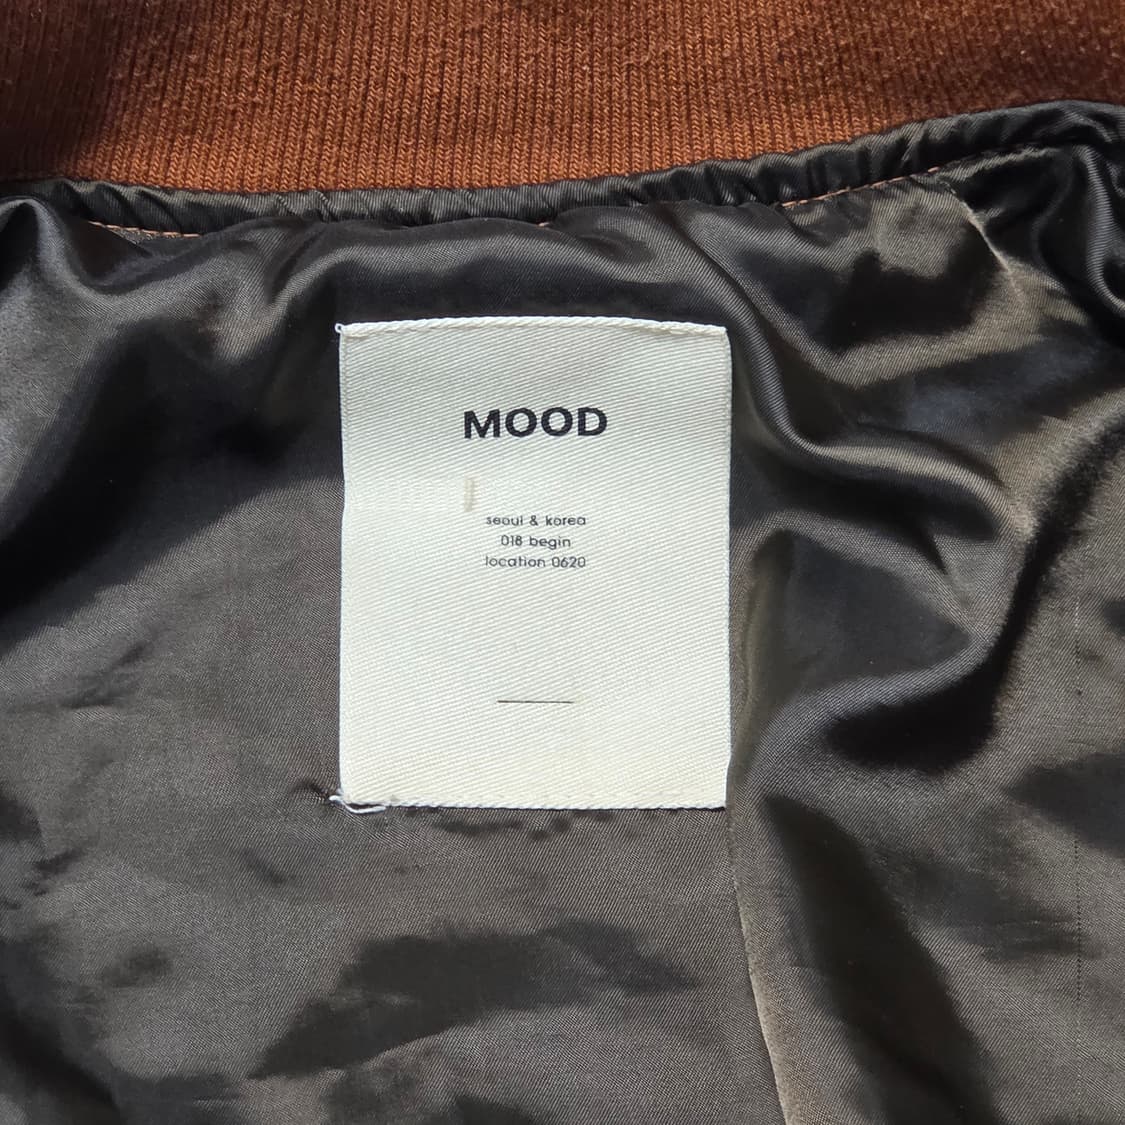 MOOD
seoul & korea
018 begin
location 0620